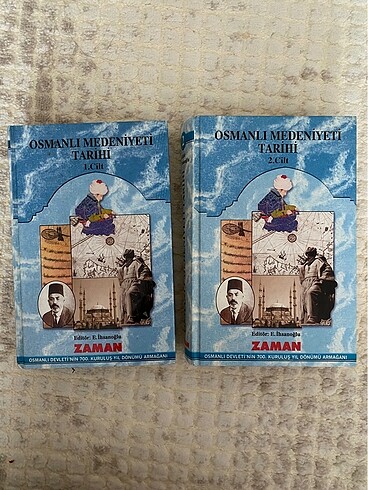 OSMANLI MEDENİYETİ
TARİHİ
1.Cilt
Editör: E. İhsanoğlu
ZAMAN
OSMANLI DEVLETİ'NİN 700. KURULUŞ YIL DÖNÜMÜ ARMAĞANI
OSMANLI MEDENİYETİ
TARİHİ
2.Cilt
Editör: E. İhsanoğlu
ZAMAN
OSMANLI DEVLETİ'NİN 700. KURULUŞ YIL DÖNÜMÜ ARMAĞANI